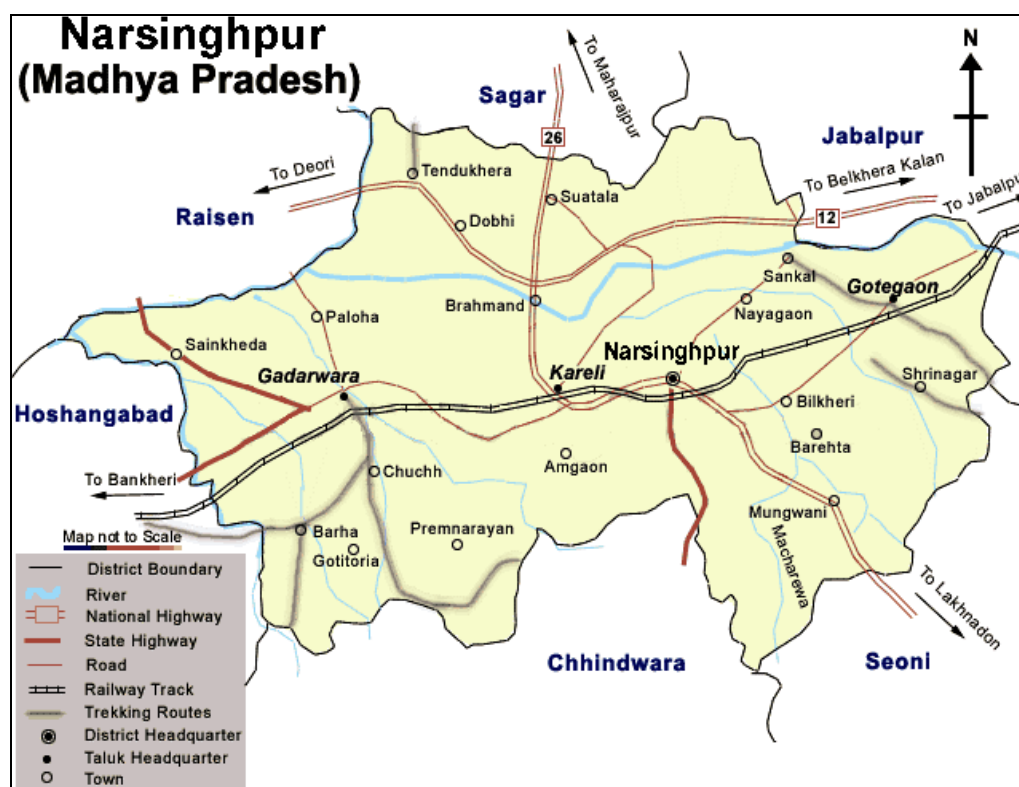 Narsinghpur
(Madhya Pradesh)
N
To Maharajpur
Sagar
26
Jabalpur
To Deori
Tendukhera
To Belkhera Kalan
To Jabalpur
Suatala
Raisen
Dobhi
12
Sankal
Gotegaon
Brahmand
Nayagaon
Paloha
Sainkheda
Narsinghpur
Kareli
Gadarwara
Shrinagar
Hoshangabad
Bilkheri
Barehta
Amgaon
To Bankheri
Chuchh
Mungwani
Barha
Premnarayan
Gotitoria
Macharewa
To Lakhnadon
Chhindwara
Seoni
Map not to Scale
District Boundary
River
National Highway
State Highway
Road
Railway Track
Trekking Routes
District Headquarter
Taluk Headquarter
Town